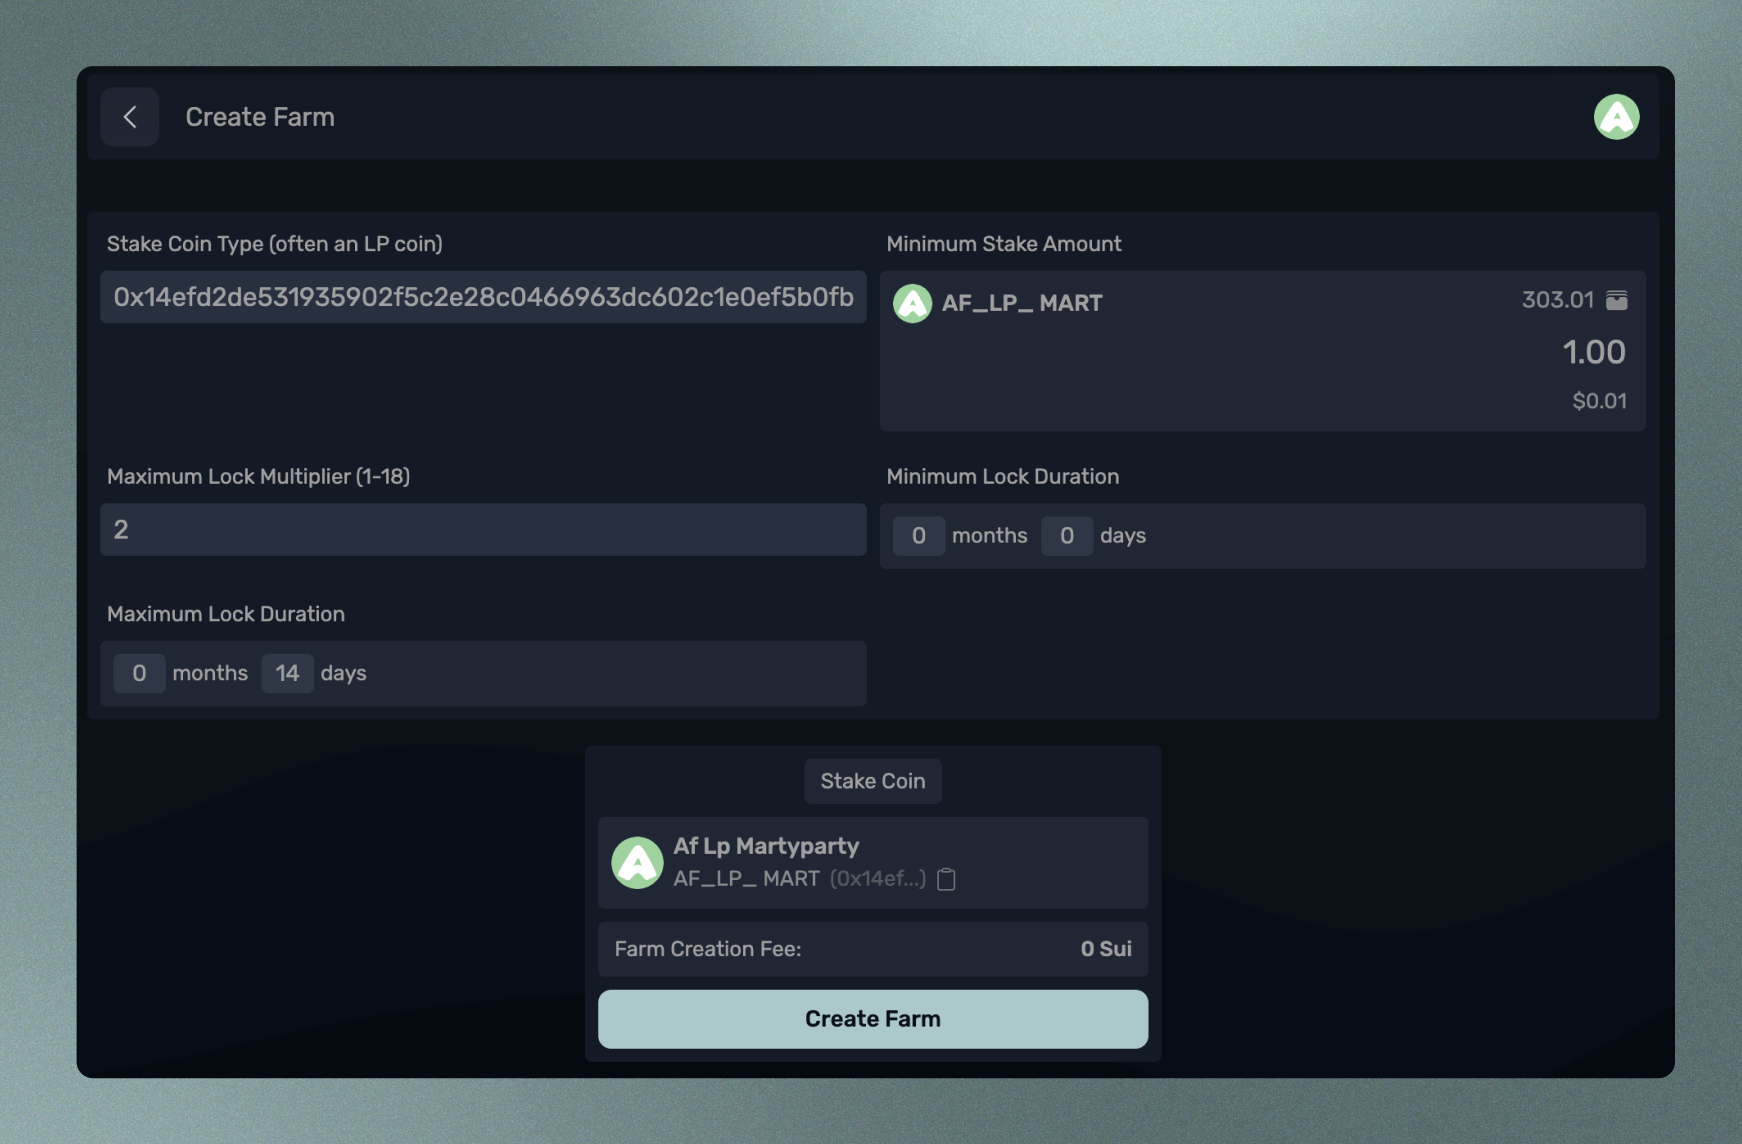 Create Farm
Stake Coin Type (often an LP coin)
0x14efd2de531935902f5c2e28c0466963dc602c1e0ef5b0fb
Minimum Stake Amount
AF_LP_ MART
303.01
1.00
$0.01
Maximum Lock Multiplier (1-18)
2
Minimum Lock Duration
0 months 0 days
Maximum Lock Duration
0 months 14 days
Stake Coin
Af Lp Martyparty
AF_LP_ MART (0x14ef...)
Farm Creation Fee: 0 Sui
Create Farm